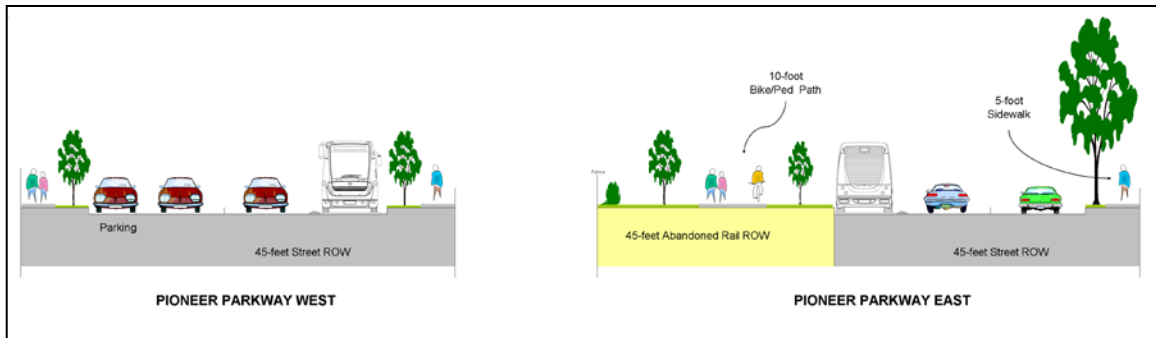 10-foot
Bike/Ped Path
5-foot
Sidewalk
Fence
Parking
45-feet Street ROW
45-feet Abandoned Rail ROW
45-feet Street ROW
PIONEER PARKWAY WEST
PIONEER PARKWAY EAST